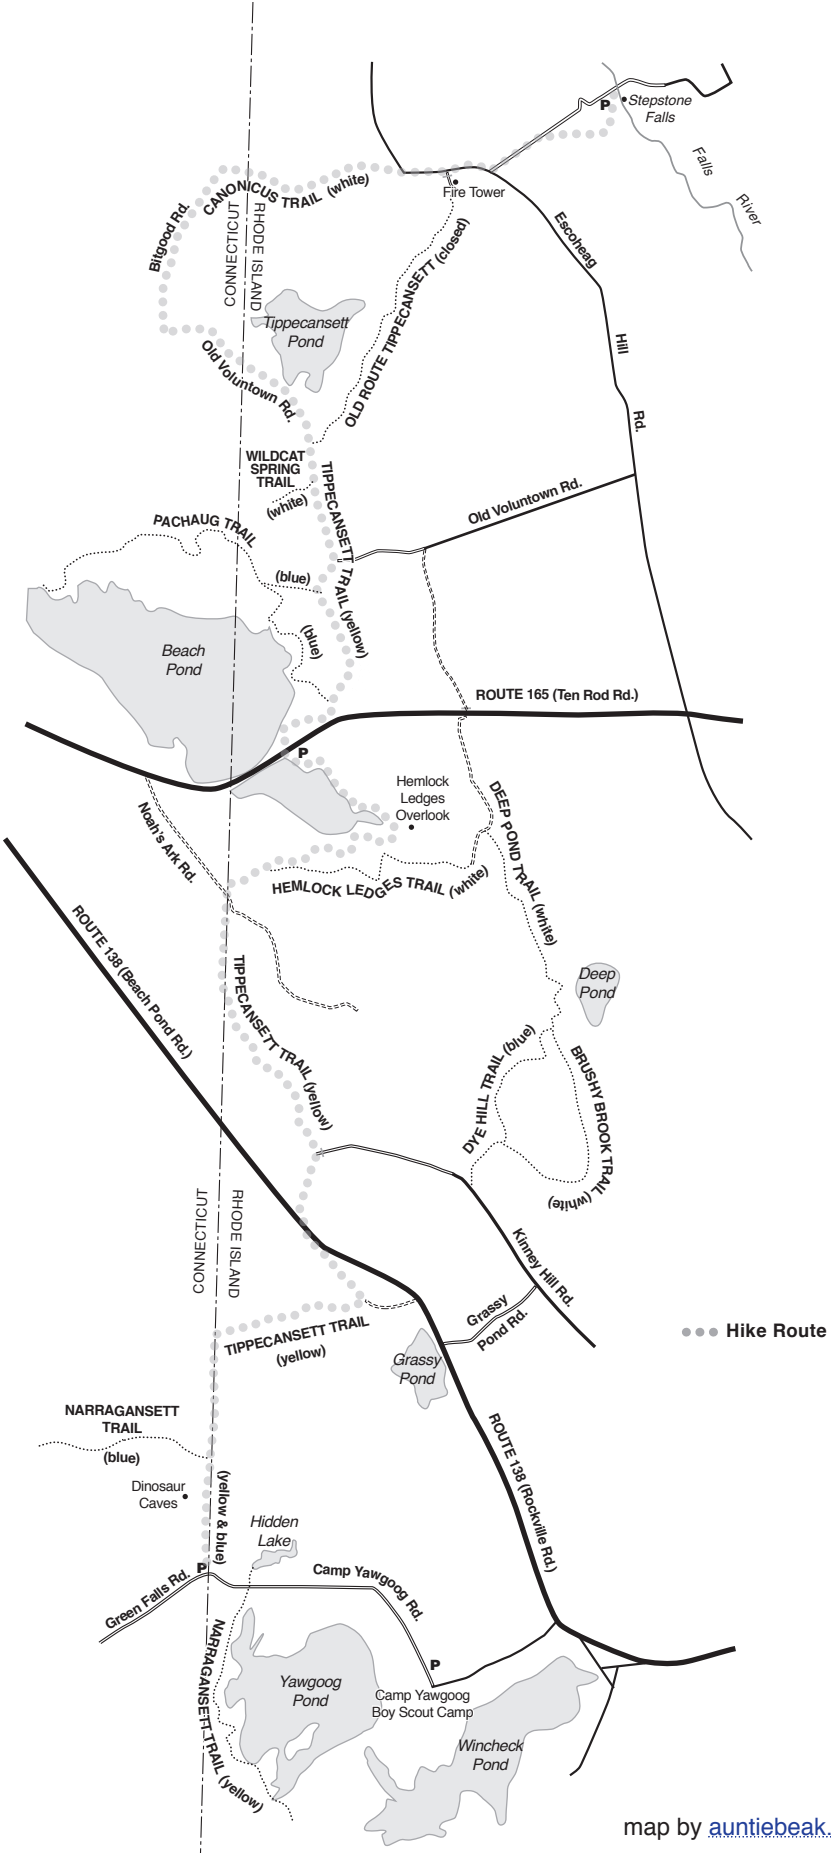 P
Stepstone
Falls
Falls
River
CANONICUS TRAIL (white)
Fire Tower
Bitgood Rd.
CONNECTICUT
RHODE ISLAND
Escoheag
Hill
Rd.
OLD ROUTE TIPPECANSETT (closed)
Tippecansett
Pond
Old Voluntown Rd.
WILDCAT
SPRING
TRAIL
(white)
TIPPECANSETT TRAIL (yellow)
Old Voluntown Rd.
PACHAUG TRAIL
(blue)
(blue)
Beach
Pond
ROUTE 165 (Ten Rod Rd.)
P
Hemlock
Ledges
Overlook
Noah's Ark Rd.
DEEP POND TRAIL (white)
HEMLOCK LEDGES TRAIL (white)
ROUTE 138 (Beach Pond Rd.)
TIPPECANSETT TRAIL (yellow)
Deep
Pond
DYE HILL TRAIL (blue)
BRUSHY BROOK TRAIL (white)
CONNECTICUT
RHODE ISLAND
Kinney Hill Rd.
Grassy
Pond Rd.
TIPPECANSETT TRAIL
(yellow)
Hike Route
Grassy
Pond
NARRAGANSETT
TRAIL
(blue)
ROUTE 138 (Rockville Rd.)
Dinosaur
Caves
(yellow & blue)
Hidden
Lake
P
Green Falls Rd.
Camp Yawgoog Rd.
NARRAGANSETT TRAIL (yellow)
P
Yawgoog
Pond
Camp Yawgoog
Boy Scout Camp
Wincheck
Pond
map by auntiebeak.